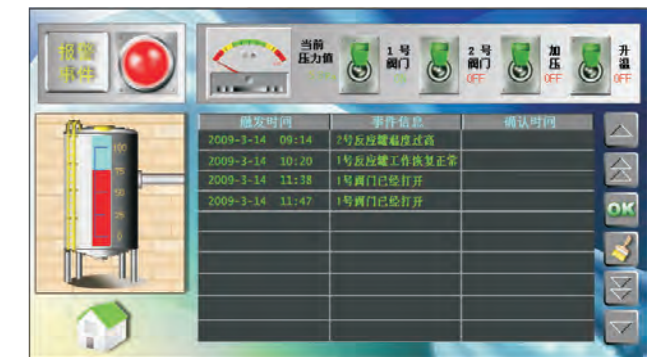 报警
事件
当前
压力值
1 号
阀门
2 号
阀门
OFF
加
压
OFF
升
温
OFF
触发时间 事件信息 确认时间
2009-3-14 09:14 2号反应罐温度过高
2009-3-14 10:20 1号反应罐工作恢复正常
2009-3-14 11:38 1号阀门已经打开
2009-3-14 11:47 1号阀门已经打开
100
75
50
25
0
OK